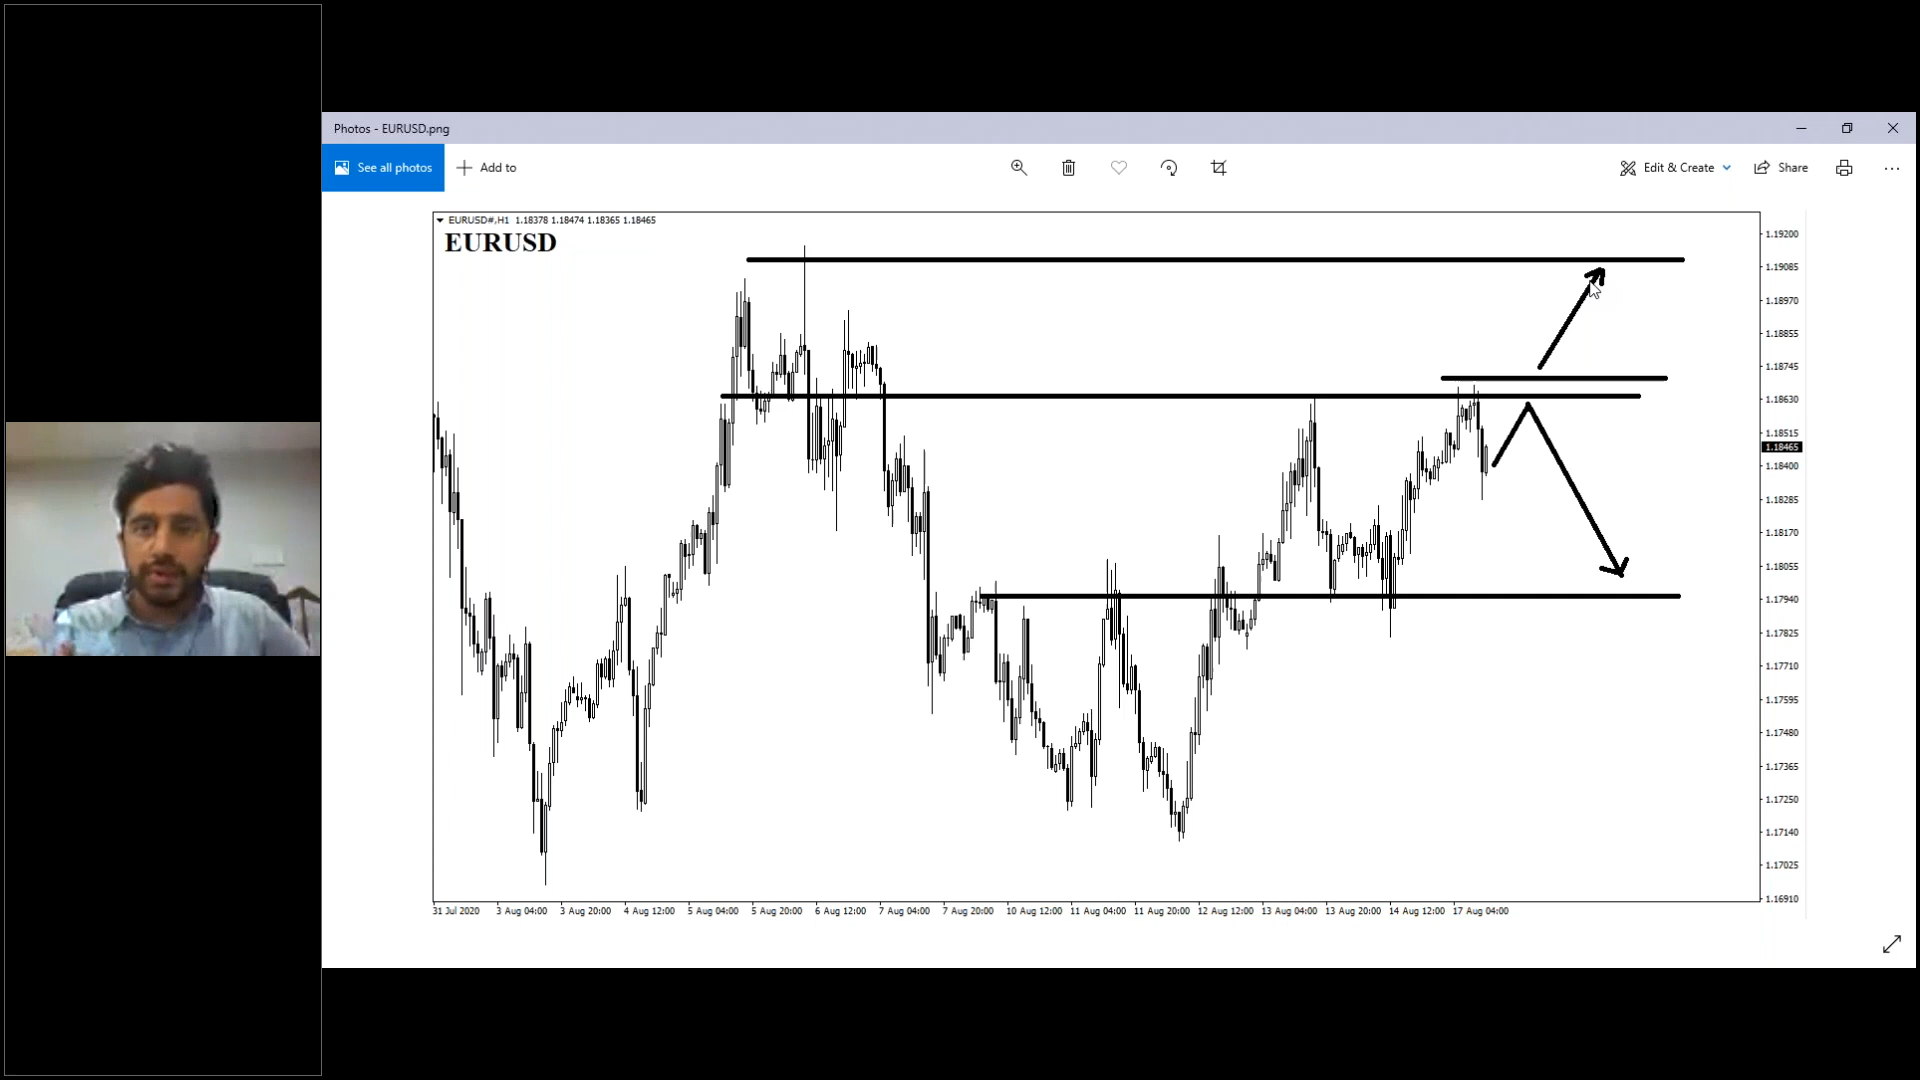 Photos - EURUSD.png
See all photos
Add to
Edit & Create
Share
EURUSD#,H1 1.18378 1.18474 1.18365 1.18465
EURUSD
1.19200
1.19085
1.18970
1.18855
1.18745
1.18630
1.18515
1.18465
1.18400
1.18285
1.18170
1.18055
1.17940
1.17825
1.17710
1.17595
1.17480
1.17365
1.17250
1.17140
1.17025
1.16910
31 Jul 2020 3 Aug 04:00 3 Aug 20:00 4 Aug 12:00 5 Aug 04:00 5 Aug 20:00 6 Aug 12:00 7 Aug 04:00 7 Aug 20:00 10 Aug 12:00 11 Aug 04:00 11 Aug 20:00 12 Aug 12:00 13 Aug 04:00 13 Aug 20:00 14 Aug 12:00 17 Aug 04:00